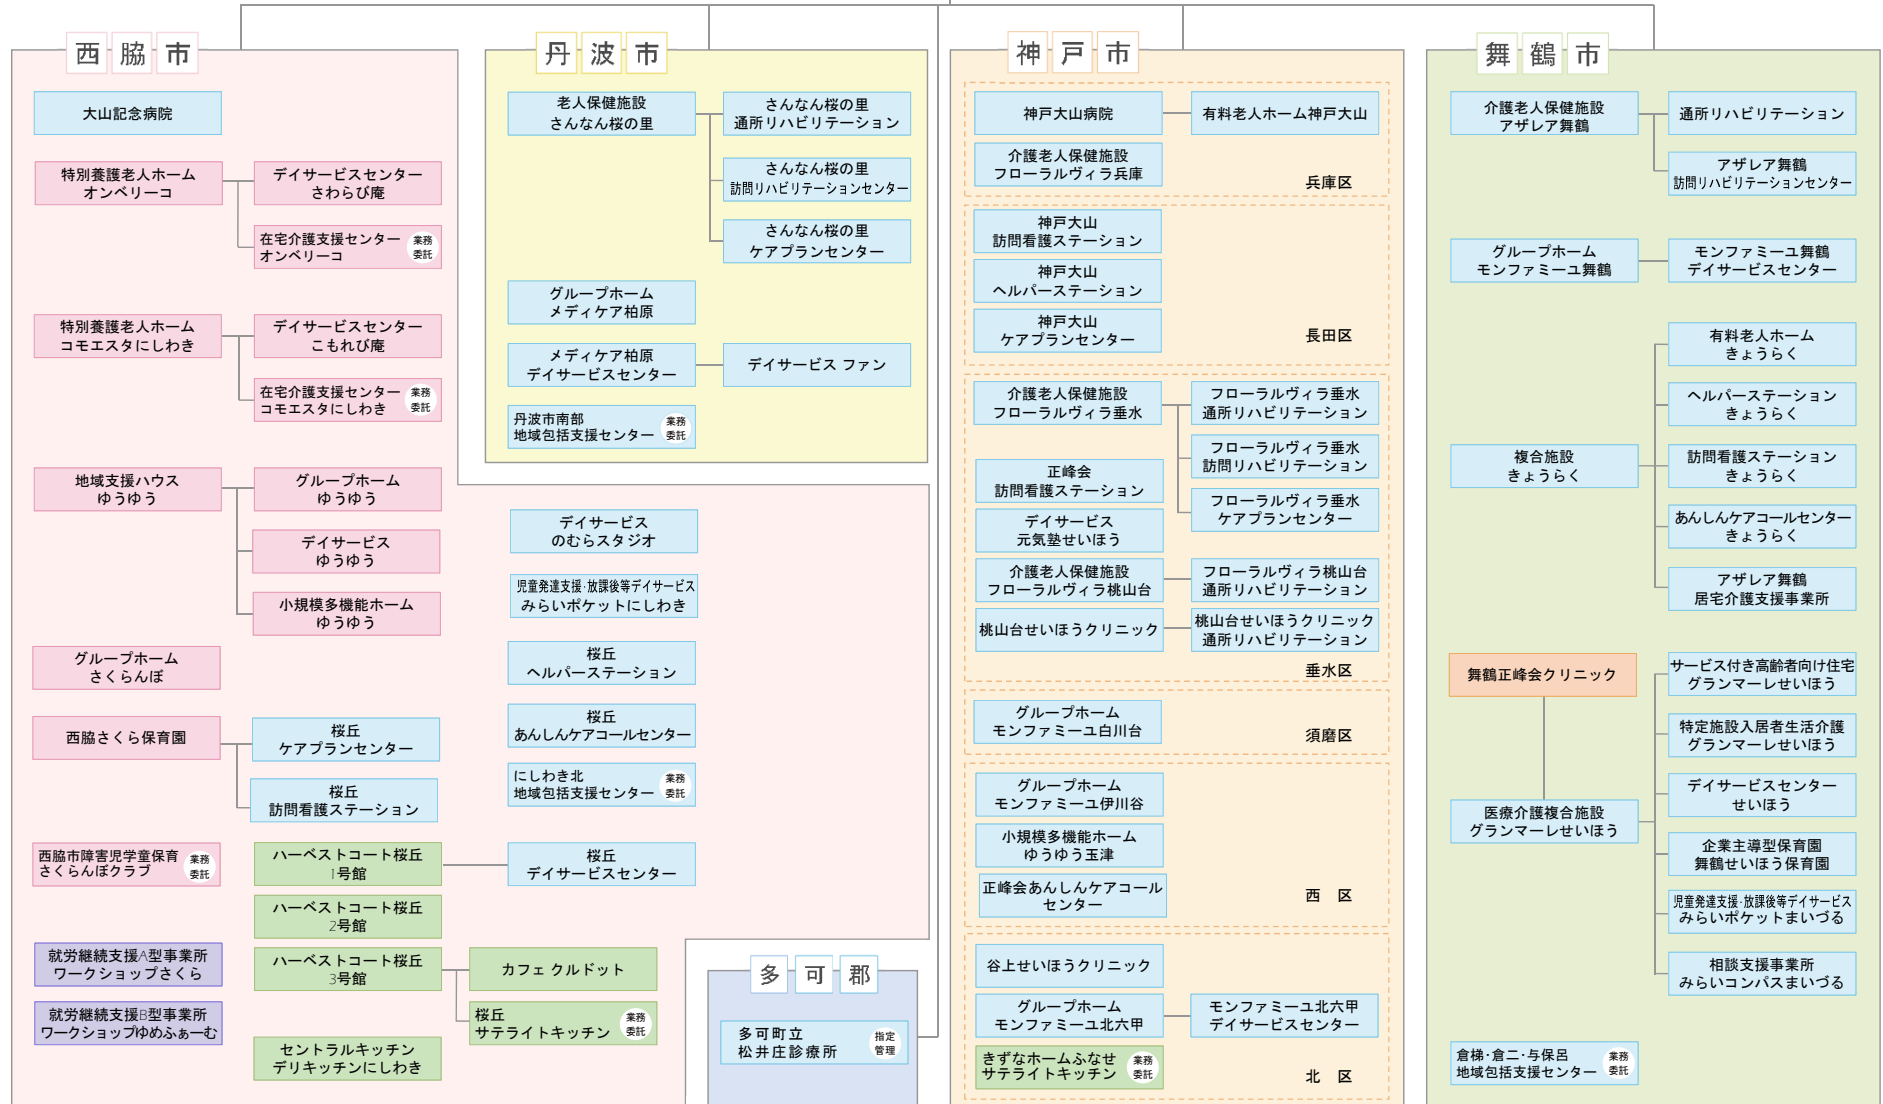 西脇市
大山記念病院
特別養護老人ホーム
オンベリーコ
デイサービスセンター
さわらび庵
在宅介護支援センター
オンベリーコ
業務
委託
特別養護老人ホーム
コモエスタにしわき
デイサービスセンター
こもれび庵
在宅介護支援センター
コモエスタにしわき
業務
委託
地域支援ハウス
ゆうゆう
グループホーム
ゆうゆう
デイサービス
ゆうゆう
小規模多機能ホーム
ゆうゆう
グループホーム
さくらんぼ
西脇さくら保育園
桜丘
ケアプランセンター
桜丘
訪問看護ステーション
西脇市障害児学童保育
さくらんぼクラブ
業務
委託
ハーベストコート桜丘
1号館
桜丘
デイサービスセンター
ハーベストコート桜丘
2号館
就労継続支援A型事業所
ワークショップさくら
ハーベストコート桜丘
3号館
カフェ クルドット
就労継続支援B型事業所
ワークショップゆめふぁーむ
桜丘
サテライトキッチン
業務
委託
セントラルキッチン
デリキッチンにしわき
デイサービス
のむらスタジオ
児童発達支援・放課後等デイサービス
みらいポケットにしわき
桜丘
ヘルパーステーション
桜丘
あんしんケアコールセンター
にしわき北
地域包括支援センター
業務
委託
丹波市
老人保健施設
さんなん桜の里
さんなん桜の里
通所リハビリテーション
さんなん桜の里
訪問リハビリテーションセンター
さんなん桜の里
ケアプランセンター
グループホーム
メディケア柏原
メディケア柏原
デイサービスセンター
デイサービス ファン
丹波市南部
地域包括支援センター
業務
委託
多可郡
多可町立
松井庄診療所
指定
管理
神戸市
神戸大山病院
有料老人ホーム神戸大山
介護老人保健施設
フローラルヴィラ兵庫
兵庫区
神戸大山
訪問看護ステーション
神戸大山
ヘルパーステーション
神戸大山
ケアプランセンター
長田区
介護老人保健施設
フローラルヴィラ垂水
フローラルヴィラ垂水
通所リハビリテーション
フローラルヴィラ垂水
訪問リハビリテーション
正峰会
訪問看護ステーション
フローラルヴィラ垂水
ケアプランセンター
デイサービス
元気塾せいほう
介護老人保健施設
フローラルヴィラ桃山台
フローラルヴィラ桃山台
通所リハビリテーション
桃山台せいほうクリニック
桃山台せいほうクリニック
通所リハビリテーション
垂水区
グループホーム
モンファミーユ白川台
須磨区
グループホーム
モンファミーユ伊川谷
小規模多機能ホーム
ゆうゆう玉津
正峰会あんしんケアコール
センター
西 区
谷上せいほうクリニック
グループホーム
モンファミーユ北六甲
モンファミーユ北六甲
デイサービスセンター
きずなホームふなせ
サテライトキッチン
業務
委託
北 区
舞鶴市
介護老人保健施設
アザレア舞鶴
通所リハビリテーション
アザレア舞鶴
訪問リハビリテーションセンター
グループホーム
モンファミーユ舞鶴
モンファミーユ舞鶴
デイサービスセンター
複合施設
きょうらく
有料老人ホーム
きょうらく
ヘルパーステーション
きょうらく
訪問看護ステーション
きょうらく
あんしんケアコールセンター
きょうらく
アザレア舞鶴
居宅介護支援事業所
舞鶴正峰会クリニック
医療介護複合施設
グランマーレせいほう
サービス付き高齢者向け住宅
グランマーレせいほう
特定施設入居者生活介護
グランマーレせいほう
デイサービスセンター
せいほう
企業主導型保育園
舞鶴せいほう保育園
児童発達支援・放課後等デイサービス
みらいポケットまいづる
相談支援事業所
みらいコンパスまいづる
倉梯・倉二・与保呂
地域包括支援センター
業務
委託